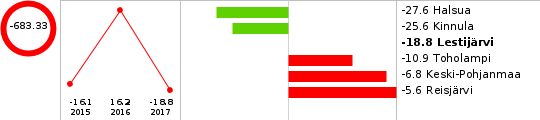 -683.33
-16.1 16.2 -18.8
2015 2016 2017
-27.6 Halsua
-25.6 Kinnula
-18.8 Lestijärvi
-10.9 Toholampi
-6.8 Keski-Pohjanmaa
-5.6 Reisjärvi